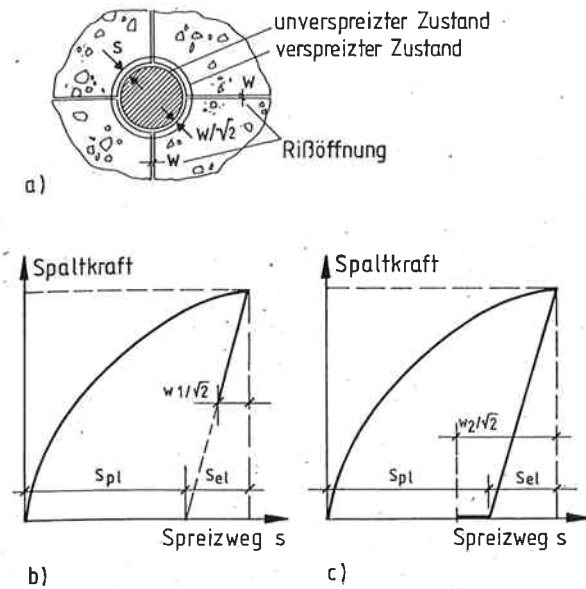 unverspreizter Zustand
verspreizter Zustand
S
W
W/√2
W
Rißöffnung
a)
Spaltkraft
w1/√2
Spl
Sel
Spreizweg s
b)
Spaltkraft
w2/√2
Spl
Sel
Spreizweg s
c)